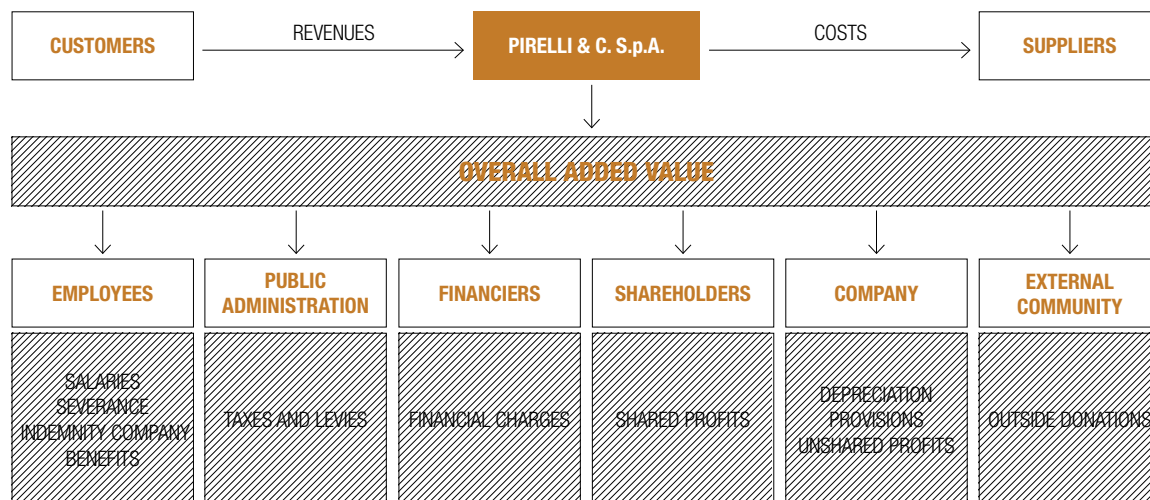 CUSTOMERS
REVENUES
PIRELLI & C. S.p.A.
COSTS
SUPPLIERS
OVERALL ADDED VALUE
EMPLOYEES
PUBLIC
ADMINISTRATION
FINANCIERS
SHAREHOLDERS
COMPANY
EXTERNAL
COMMUNITY
SALARIES
SEVERANCE
INDEMNITY COMPANY
BENEFITS
TAXES AND LEVIES
FINANCIAL CHARGES
SHARED PROFITS
DEPRECIATION
PROVISIONS
UNSHARED PROFITS
OUTSIDE DONATIONS